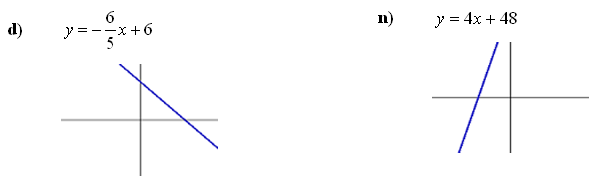 d) y = -6/5x + 6
n) y = 4x + 48